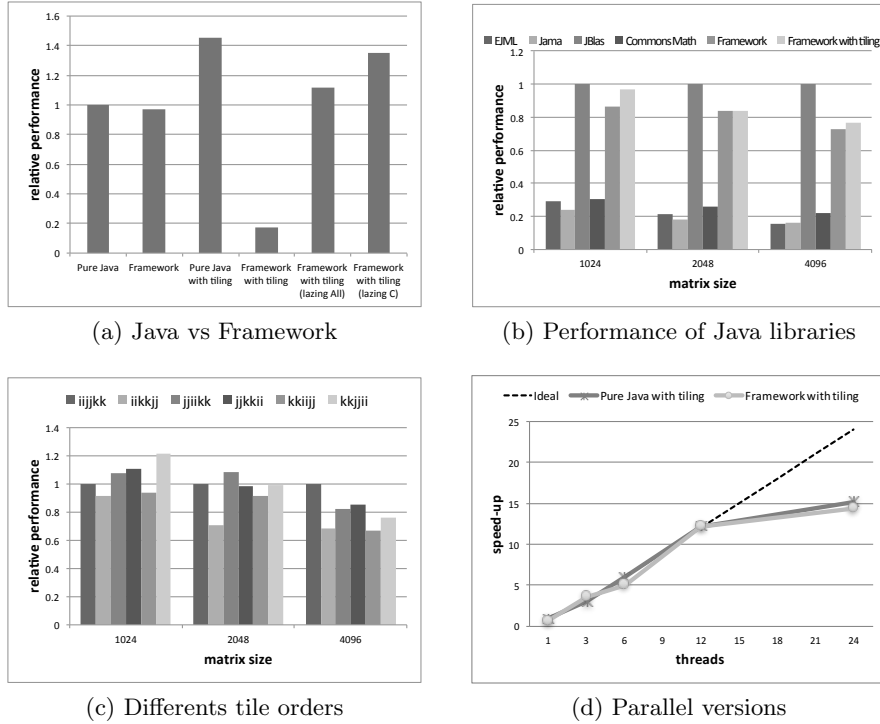 1.6
1.4
1.2
1
0.8
0.6
0.4
0.2
0
relative performance
Pure Java
Framework
Pure Java with tiling
Framework with tiling
Framework with tiling (lazing All)
Framework with tiling (lazing C)
(a) Java vs Framework
EJML Jama JBlas Commons Math Framework Framework with tiling
1.2
1
0.8
0.6
0.4
0.2
0
relative performance
1024 2048 4096
matrix size
(b) Performance of Java libraries
iijjkk iikkjj jjiikk jjkkii kkiijj kkjjii
1.4
1.2
1
0.8
0.6
0.4
0.2
0
relative performance
1024 2048 4096
matrix size
(c) Differents tile orders
Ideal Pure Java with tiling Framework with tiling
25
20
15
10
5
0
speed-up
1 3 6 9 12 15 18 21 24
threads
(d) Parallel versions